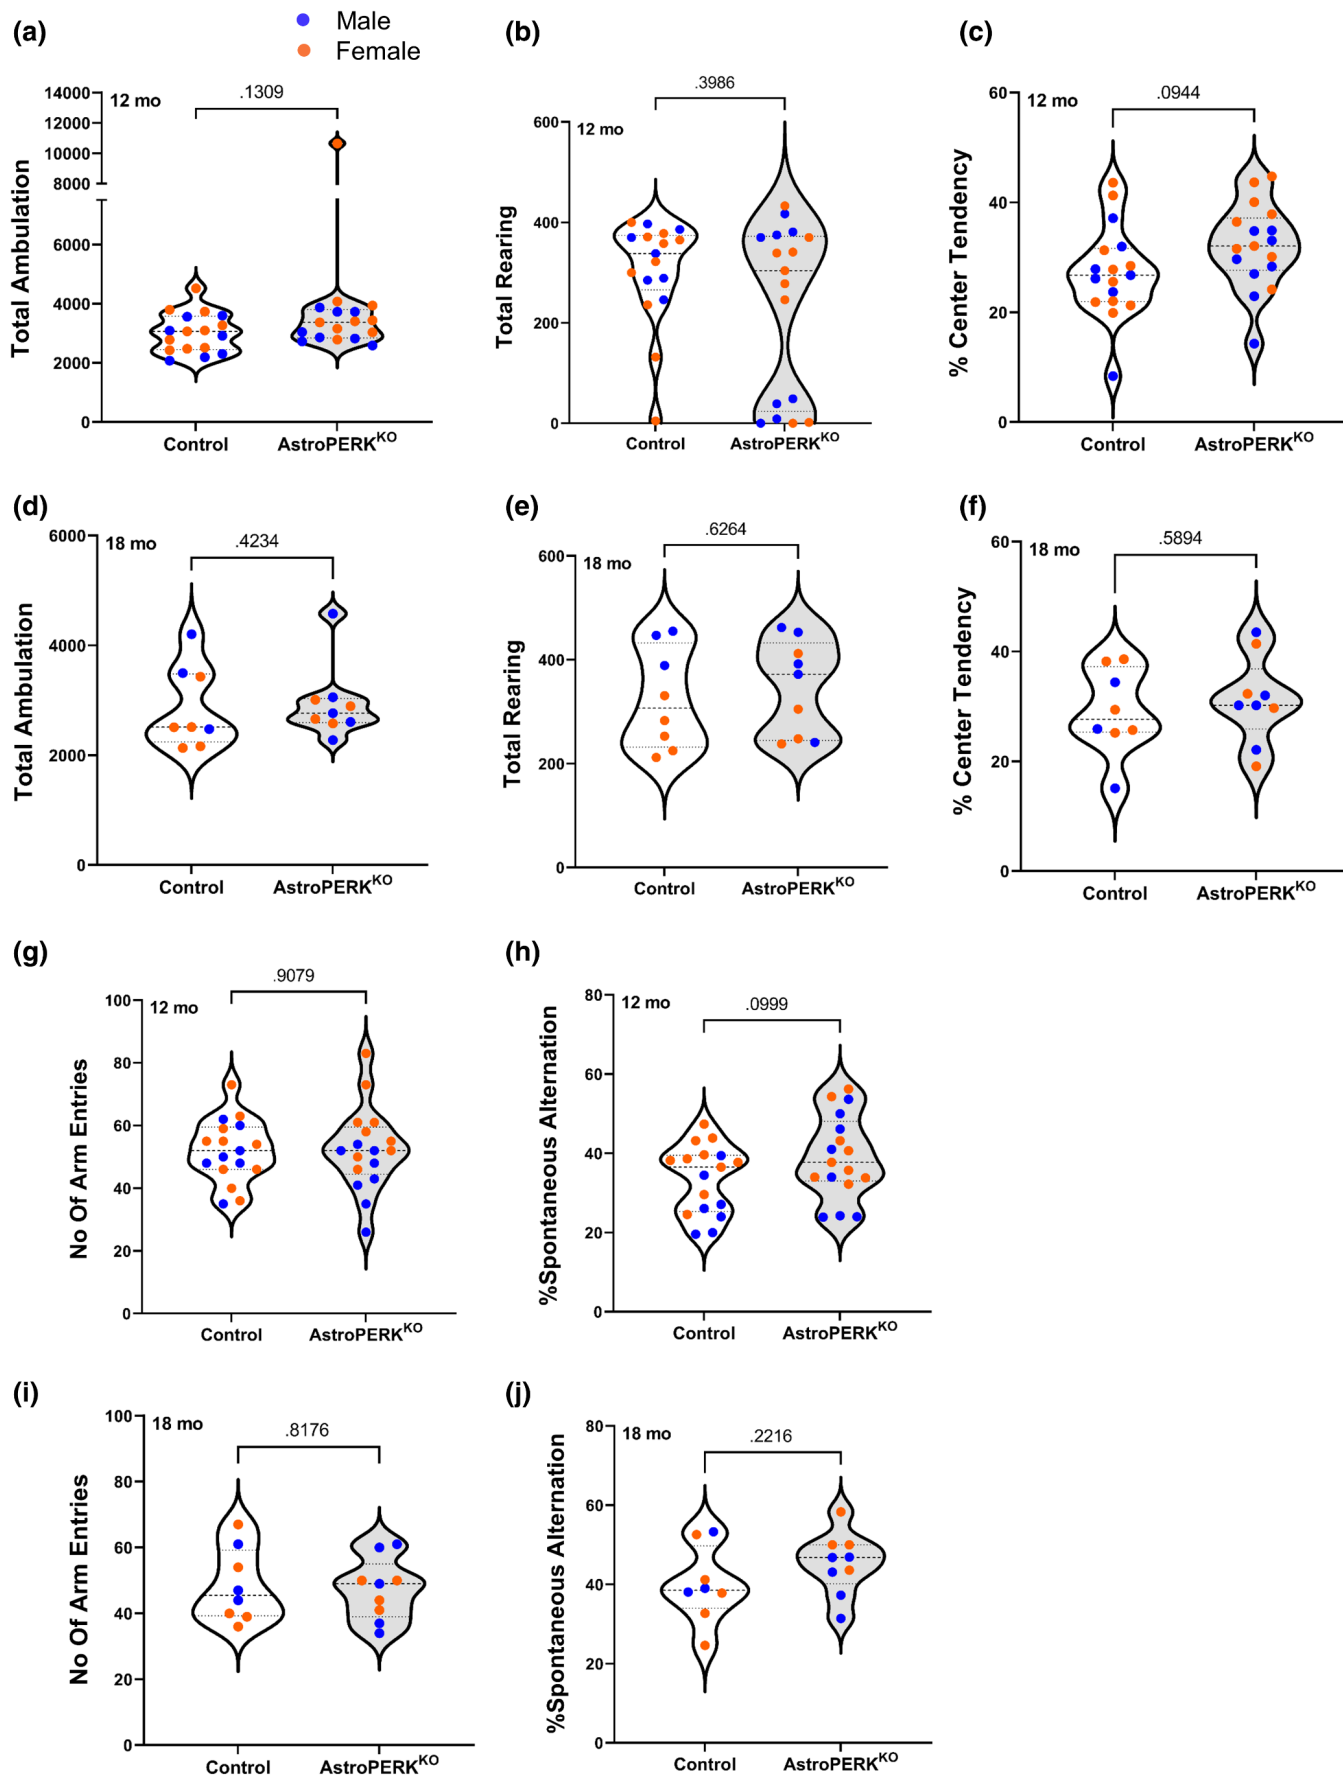 (a)
Male
Female
(b)
(c)
Total Ambulation
14000
12000
10000
8000
6000
4000
2000
0
12 mo
.1309
Control
AstroPERKKO
Total Rearing
600
400
200
0
12 mo
.3986
Control
AstroPERKKO
% Center Tendency
60
40
20
0
12 mo
.0944
Control
AstroPERKKO
(d)
(e)
(f)
Total Ambulation
6000
4000
2000
0
18 mo
.4234
Control
AstroPERKKO
Total Rearing
600
400
200
0
18 mo
.6264
Control
AstroPERKKO
% Center Tendency
60
40
20
0
18 mo
.5894
Control
AstroPERKKO
(g)
(h)
No Of Arm Entries
100
80
60
40
20
0
12 mo
.9079
Control
AstroPERKKO
%Spontaneous Alternation
80
60
40
20
0
12 mo
.0999
Control
AstroPERKKO
(i)
(j)
No Of Arm Entries
100
80
60
40
20
0
18 mo
.8176
Control
AstroPERKKO
%Spontaneous Alternation
80
60
40
20
0
18 mo
.2216
Control
AstroPERKKO